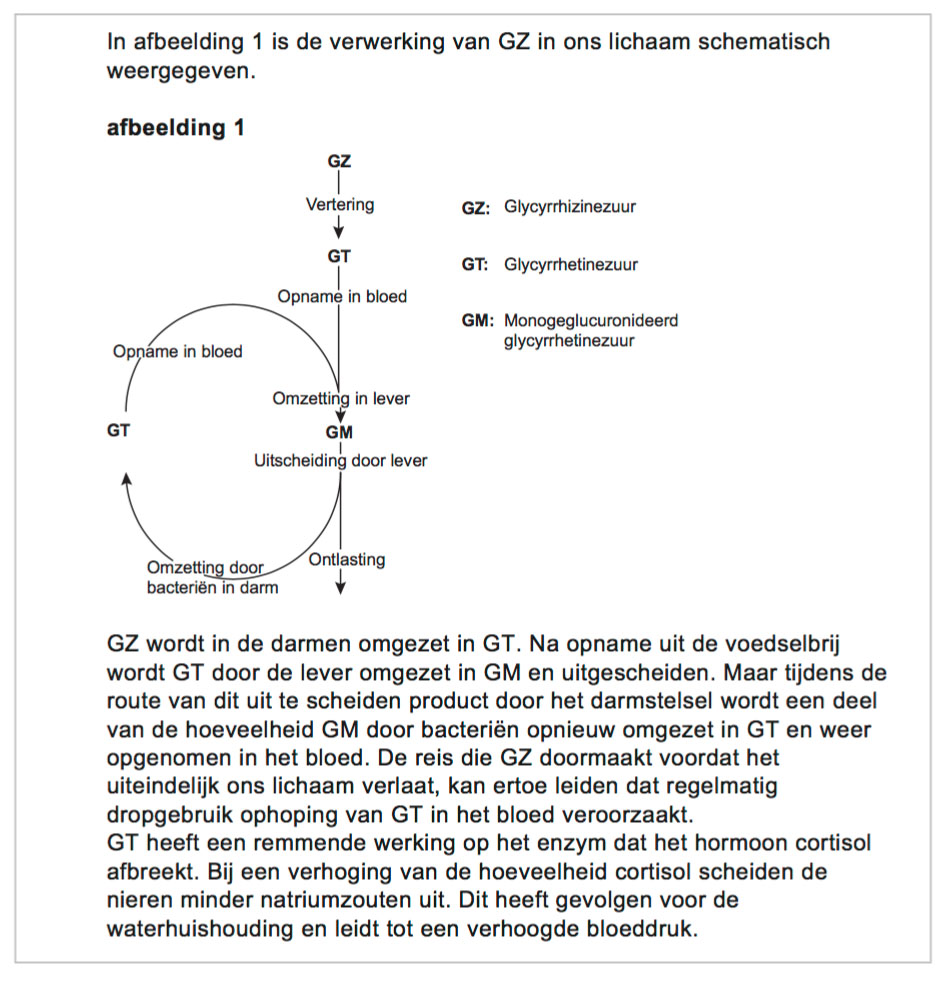 In afbeelding 1 is de verwerking van GZ in ons lichaam schematisch
weergegeven.
afbeelding 1
GZ
Vertering
GT
Opname in bloed
Opname in bloed
Omzetting in lever
GT
GM
Uitscheiding door lever
Ontlasting
Omzetting door
bacteriën in darm
GZ: Glycyrrhizinezuur
GT: Glycyrrhetinezuur
GM: Monogeglucuronideerd
glycyrrhetinezuur
GZ wordt in de darmen omgezet in GT. Na opname uit de voedselbrij
wordt GT door de lever omgezet in GM en uitgescheiden. Maar tijdens de
route van dit uit te scheiden product door het darmstelsel wordt een deel
van de hoeveelheid GM door bacteriën opnieuw omgezet in GT en weer
opgenomen in het bloed. De reis die GZ doormaakt voordat het
uiteindelijk ons lichaam verlaat, kan ertoe leiden dat regelmatig
dropgebruik ophoping van GT in het bloed veroorzaakt.
GT heeft een remmende werking op het enzym dat het hormoon cortisol
afbreekt. Bij een verhoging van de hoeveelheid cortisol scheiden de
nieren minder natriumzouten uit. Dit heeft gevolgen voor de
waterhuishouding en leidt tot een verhoogde bloeddruk.